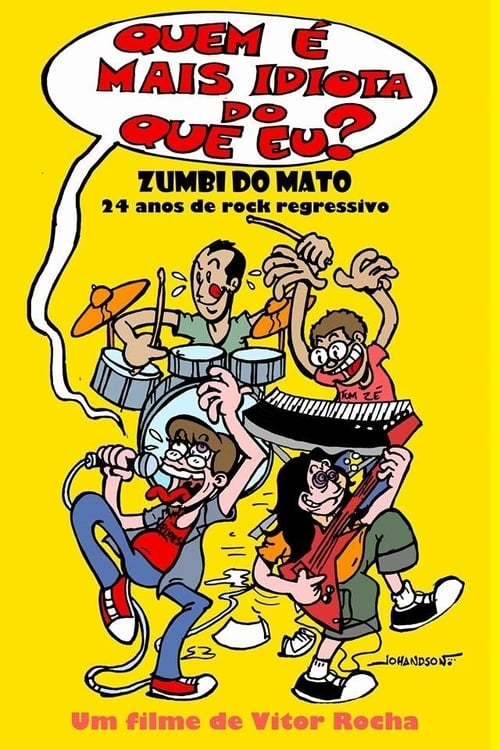 QUEM É
MAIS IDIOTA
DO
QUE EU?
ZUMBI DO MATO
24 anos de rock regressivo
TOM ZÉ
JOHANDSON...
Um filme de Vitor Rocha